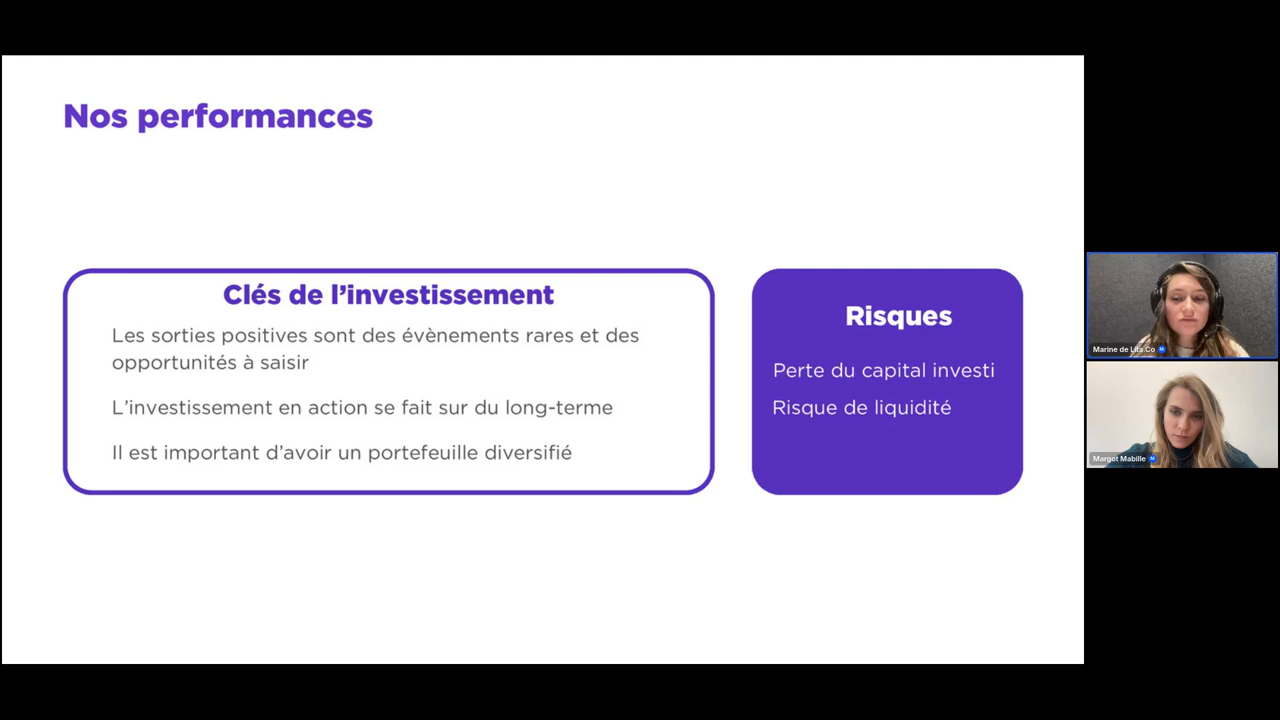 Nos performances
Clés de l’investissement
Les sorties positives sont des évènements rares et des
opportunités à saisir
L’investissement en action se fait sur du long-terme
Il est important d’avoir un portefeuille diversifié
Risques
Perte du capital investi
Risque de liquidité
Marine de Lita.Co
Margot Mabille